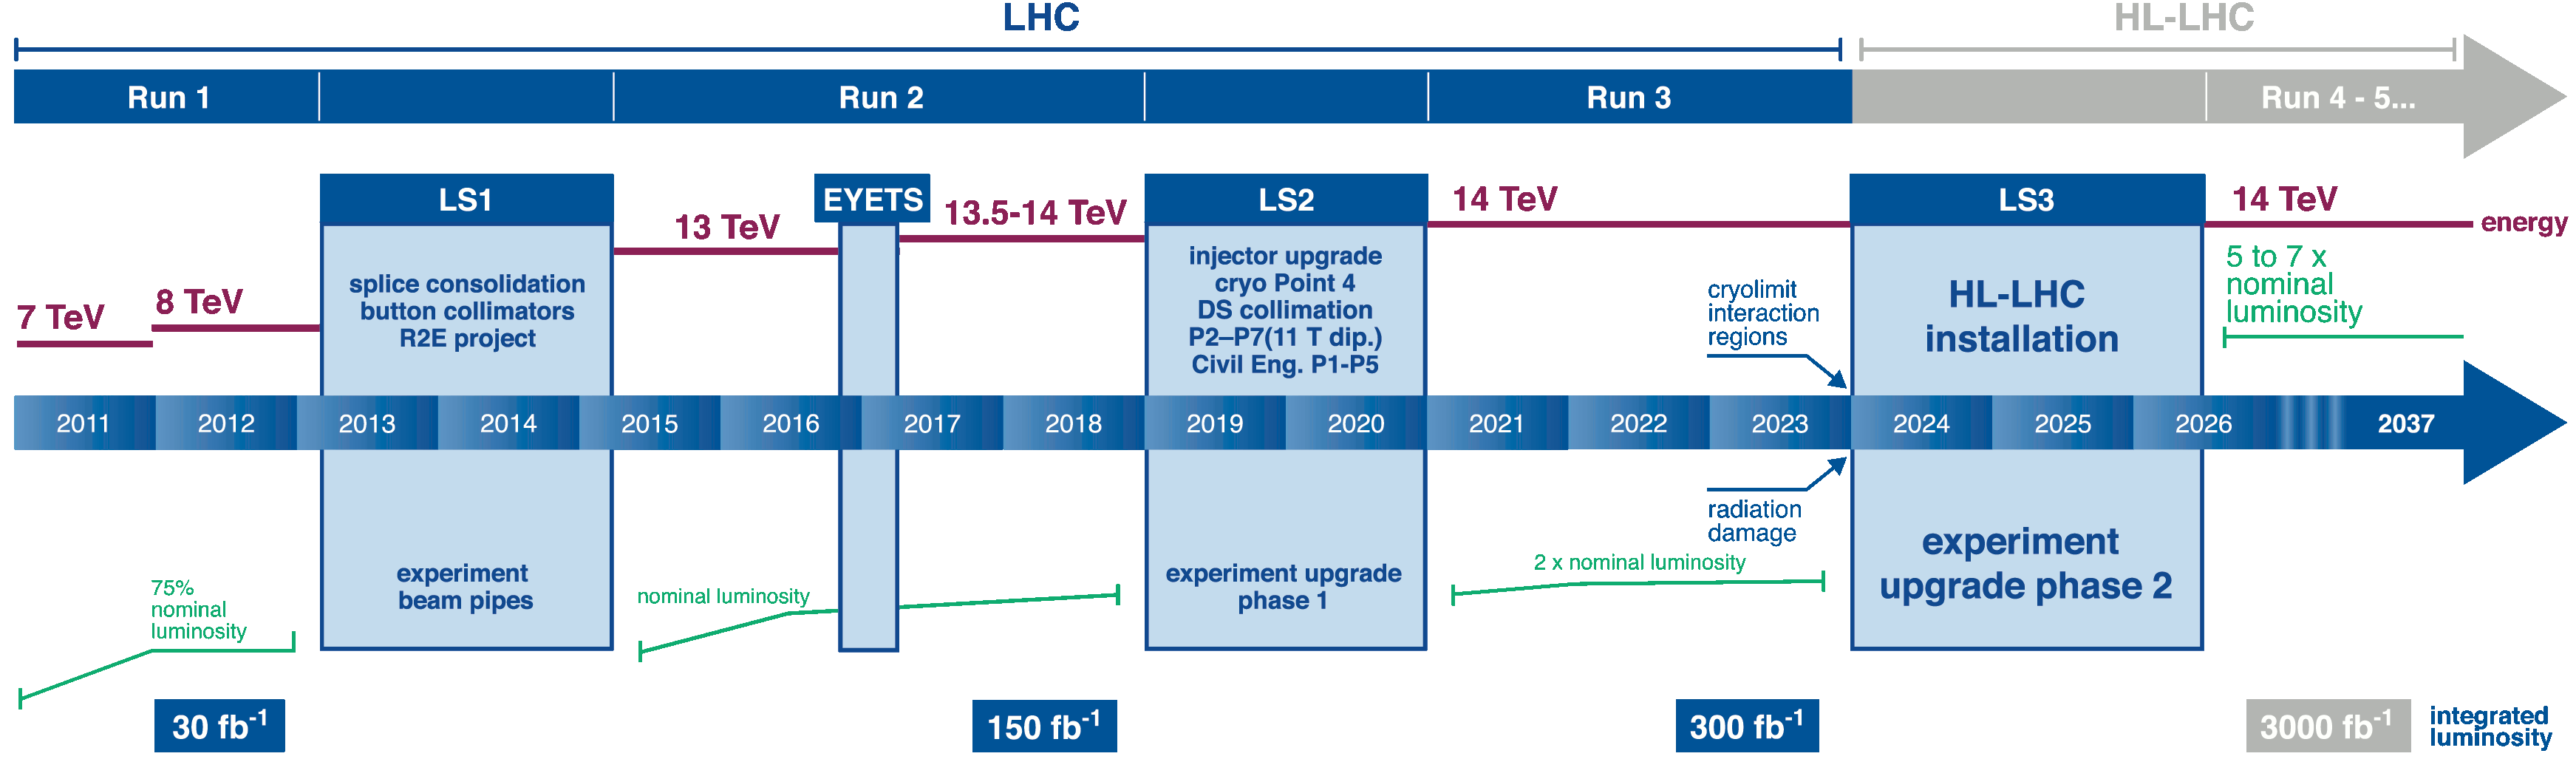 LHC
HL-LHC
Run 1
Run 2
Run 3
Run 4 - 5...
LS1
EYETS
LS2
LS3
7 TeV
8 TeV
13 TeV
13.5-14 TeV
14 TeV
14 TeV
energy
splice consolidation
button collimators
R2E project
injector upgrade
cryo Point 4
DS collimation
P2–P7(11 T dip.)
Civil Eng. P1-P5
cryolimit
interaction
regions
HL-LHC
installation
5 to 7 x
nominal
luminosity
2011
2012
2013
2014
2015
2016
2017
2018
2019
2020
2021
2022
2023
2024
2025
2026
2037
radiation
damage
75%
nominal
luminosity
experiment
beam pipes
nominal luminosity
experiment upgrade
phase 1
2 x nominal luminosity
experiment
upgrade phase 2
30 fb-1
150 fb-1
300 fb-1
3000 fb-1
integrated
luminosity